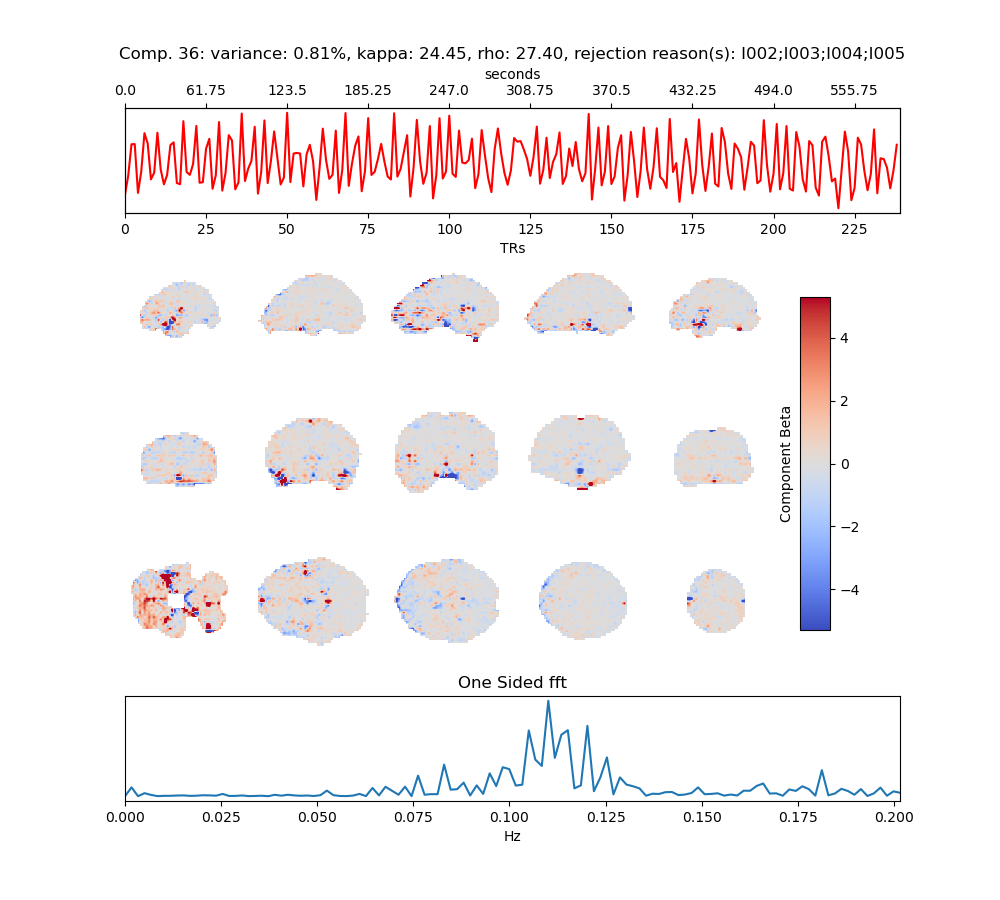 Comp. 36: variance: 0.81%, kappa: 24.45, rho: 27.40, rejection reason(s): I002;I003;I004;I005
seconds
0.0 61.75 123.5 185.25 247.0 308.75 370.5 432.25 494.0 555.75
0 25 50 75 100 125 150 175 200 225
TRs
4
2
0
−2
−4
Component Beta
One Sided fft
0.000 0.025 0.050 0.075 0.100 0.125 0.150 0.175 0.200
Hz